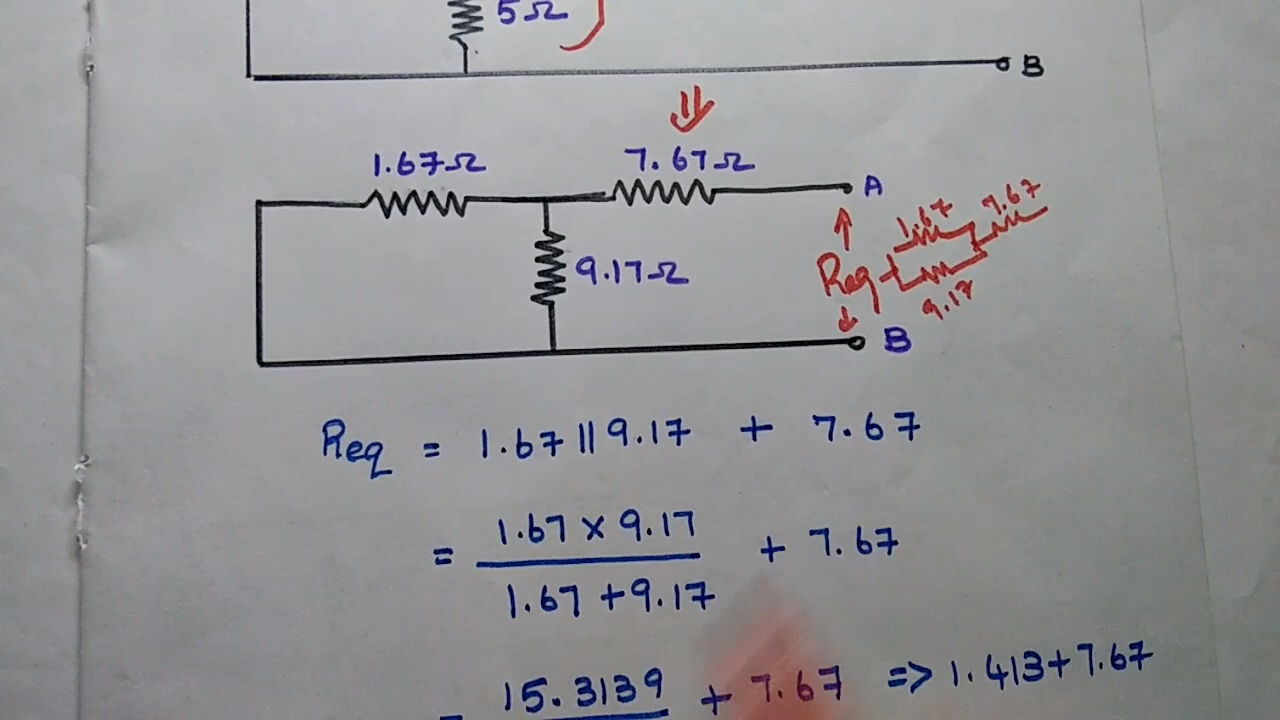 5Ω
B
1.67Ω 7.67Ω
A
1.67 7.67
9.17Ω
Req
9.17
B
Req = 1.67 || 9.17 + 7.67
= 1.67 × 9.17 + 7.67
1.67 + 9.17
= 15.3139 + 7.67 => 1.413 + 7.67